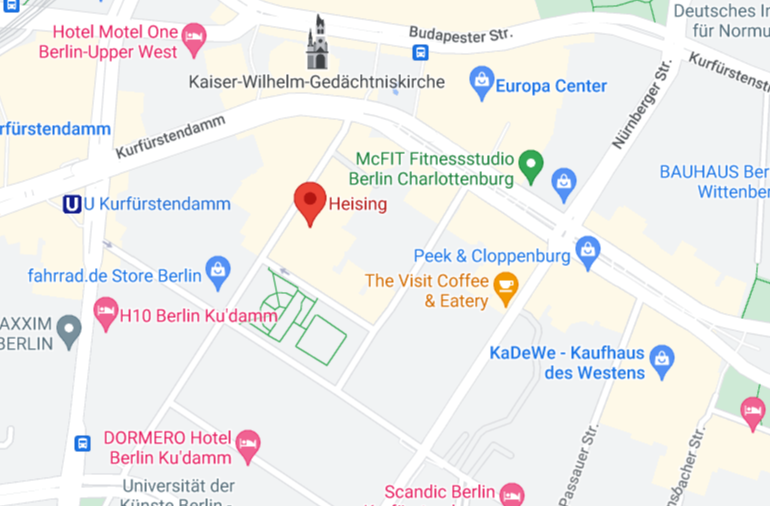 Deutsches In
für Normu
Hotel Motel One
Berlin-Upper West
Budapester Str.
Kurfürstenst
Kaiser-Wilhelm-Gedächtniskirche
Europa Center
Nürnberger Str.
rfürstendamm
Kurfürstendamm
McFIT Fitnessstudio
Berlin Charlottenburg
BAUHAUS Ber
Wittenber
U
U Kurfürstendamm
Heising
Peek & Cloppenburg
fahrrad.de Store Berlin
The Visit Coffee
& Eatery
H10 Berlin Ku'damm
AXXIM
BERLIN
KaDeWe - Kaufhaus
des Westens
DORMERO Hotel
Berlin Ku'damm
Passauer Str.
nsbacher Str.
Universität der
Künste Berlin
Scandic Berlin